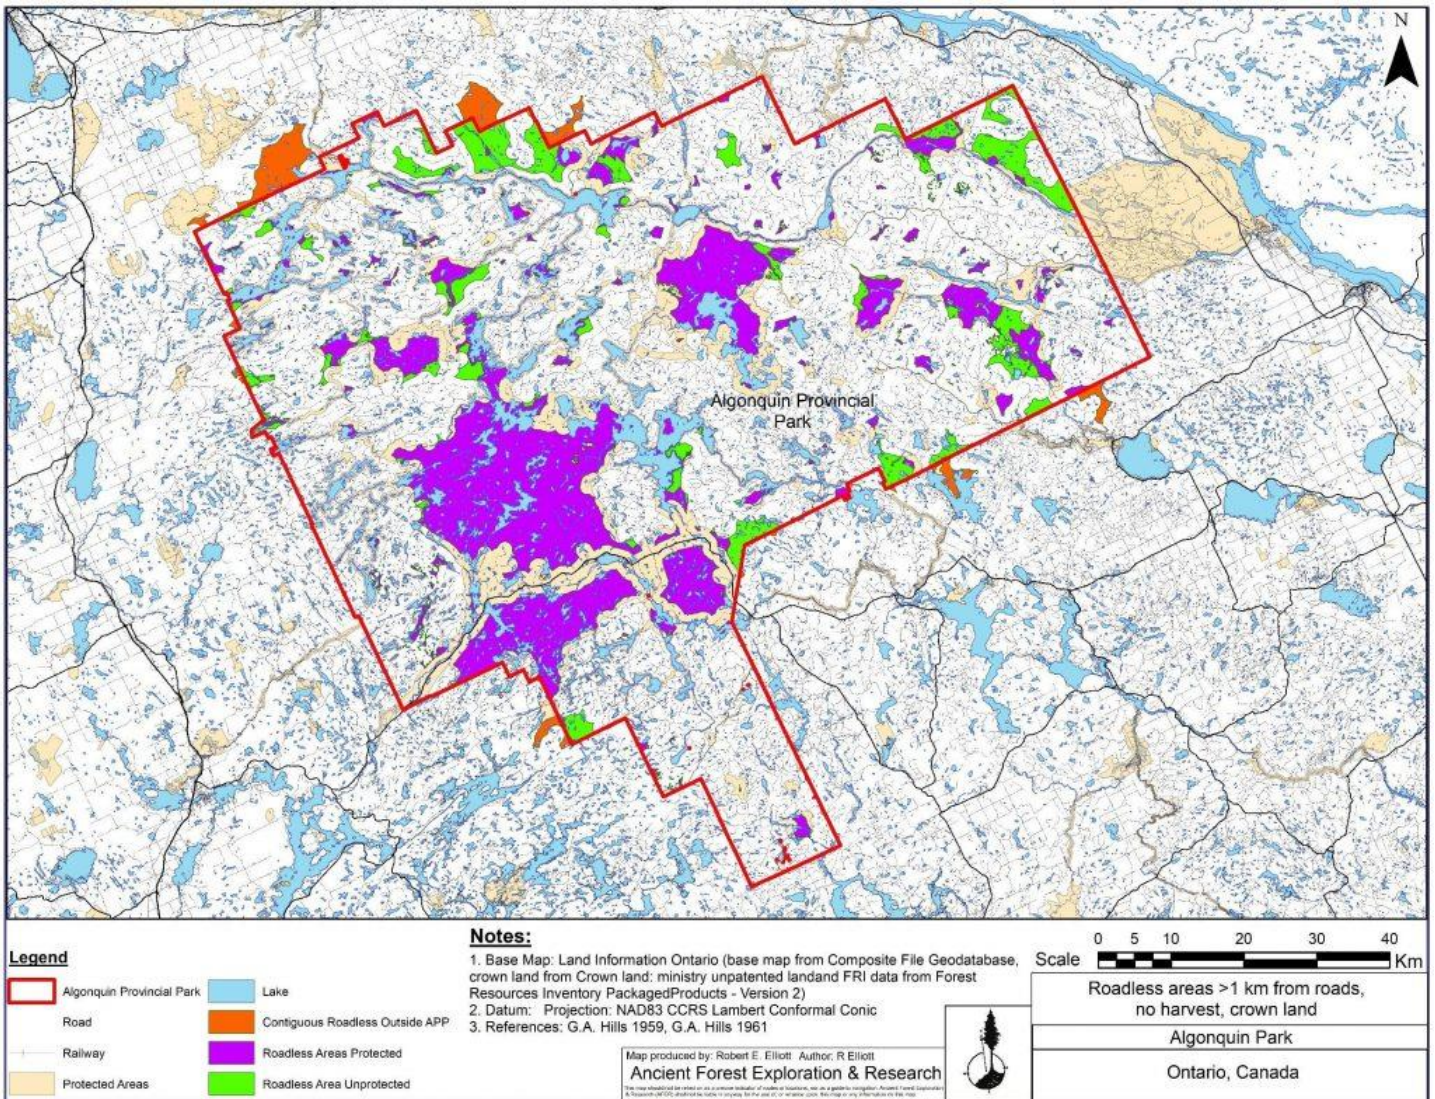 N
Algonquin Provincial
Park
Legend
Algonquin Provincial Park
Lake
Road
Contiguous Roadless Outside APP
Railway
Roadless Areas Protected
Protected Areas
Roadless Area Unprotected
Notes:
1. Base Map: Land Information Ontario (base map from Composite File Geodatabase,
crown land from Crown land: ministry unpatented landand FRI data from Forest
Resources Inventory PackagedProducts - Version 2)
2. Datum: Projection: NAD83 CCRS Lambert Conformal Conic
3. References: G.A. Hills 1959, G.A. Hills 1961
Map produced by: Robert E. Elliott Author: R Elliott
Ancient Forest Exploration & Research
0 5 10 20 30 40
Scale Km
Roadless areas >1 km from roads,
no harvest, crown land
Algonquin Park
Ontario, Canada